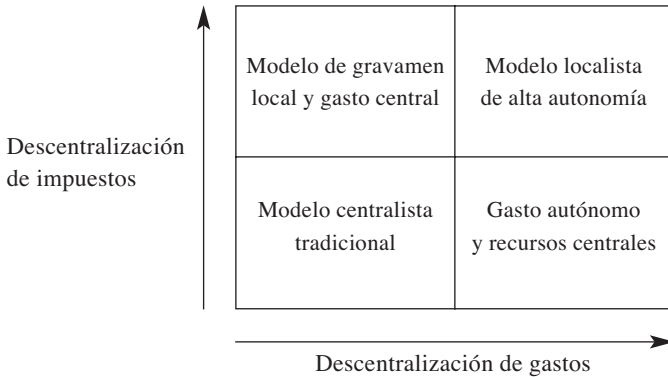 Modelo de gravamen
local y gasto central
Modelo localista
de alta autonomía
Descentralización
de impuestos
Modelo centralista
tradicional
Gasto autónomo
y recursos centrales
Descentralización de gastos